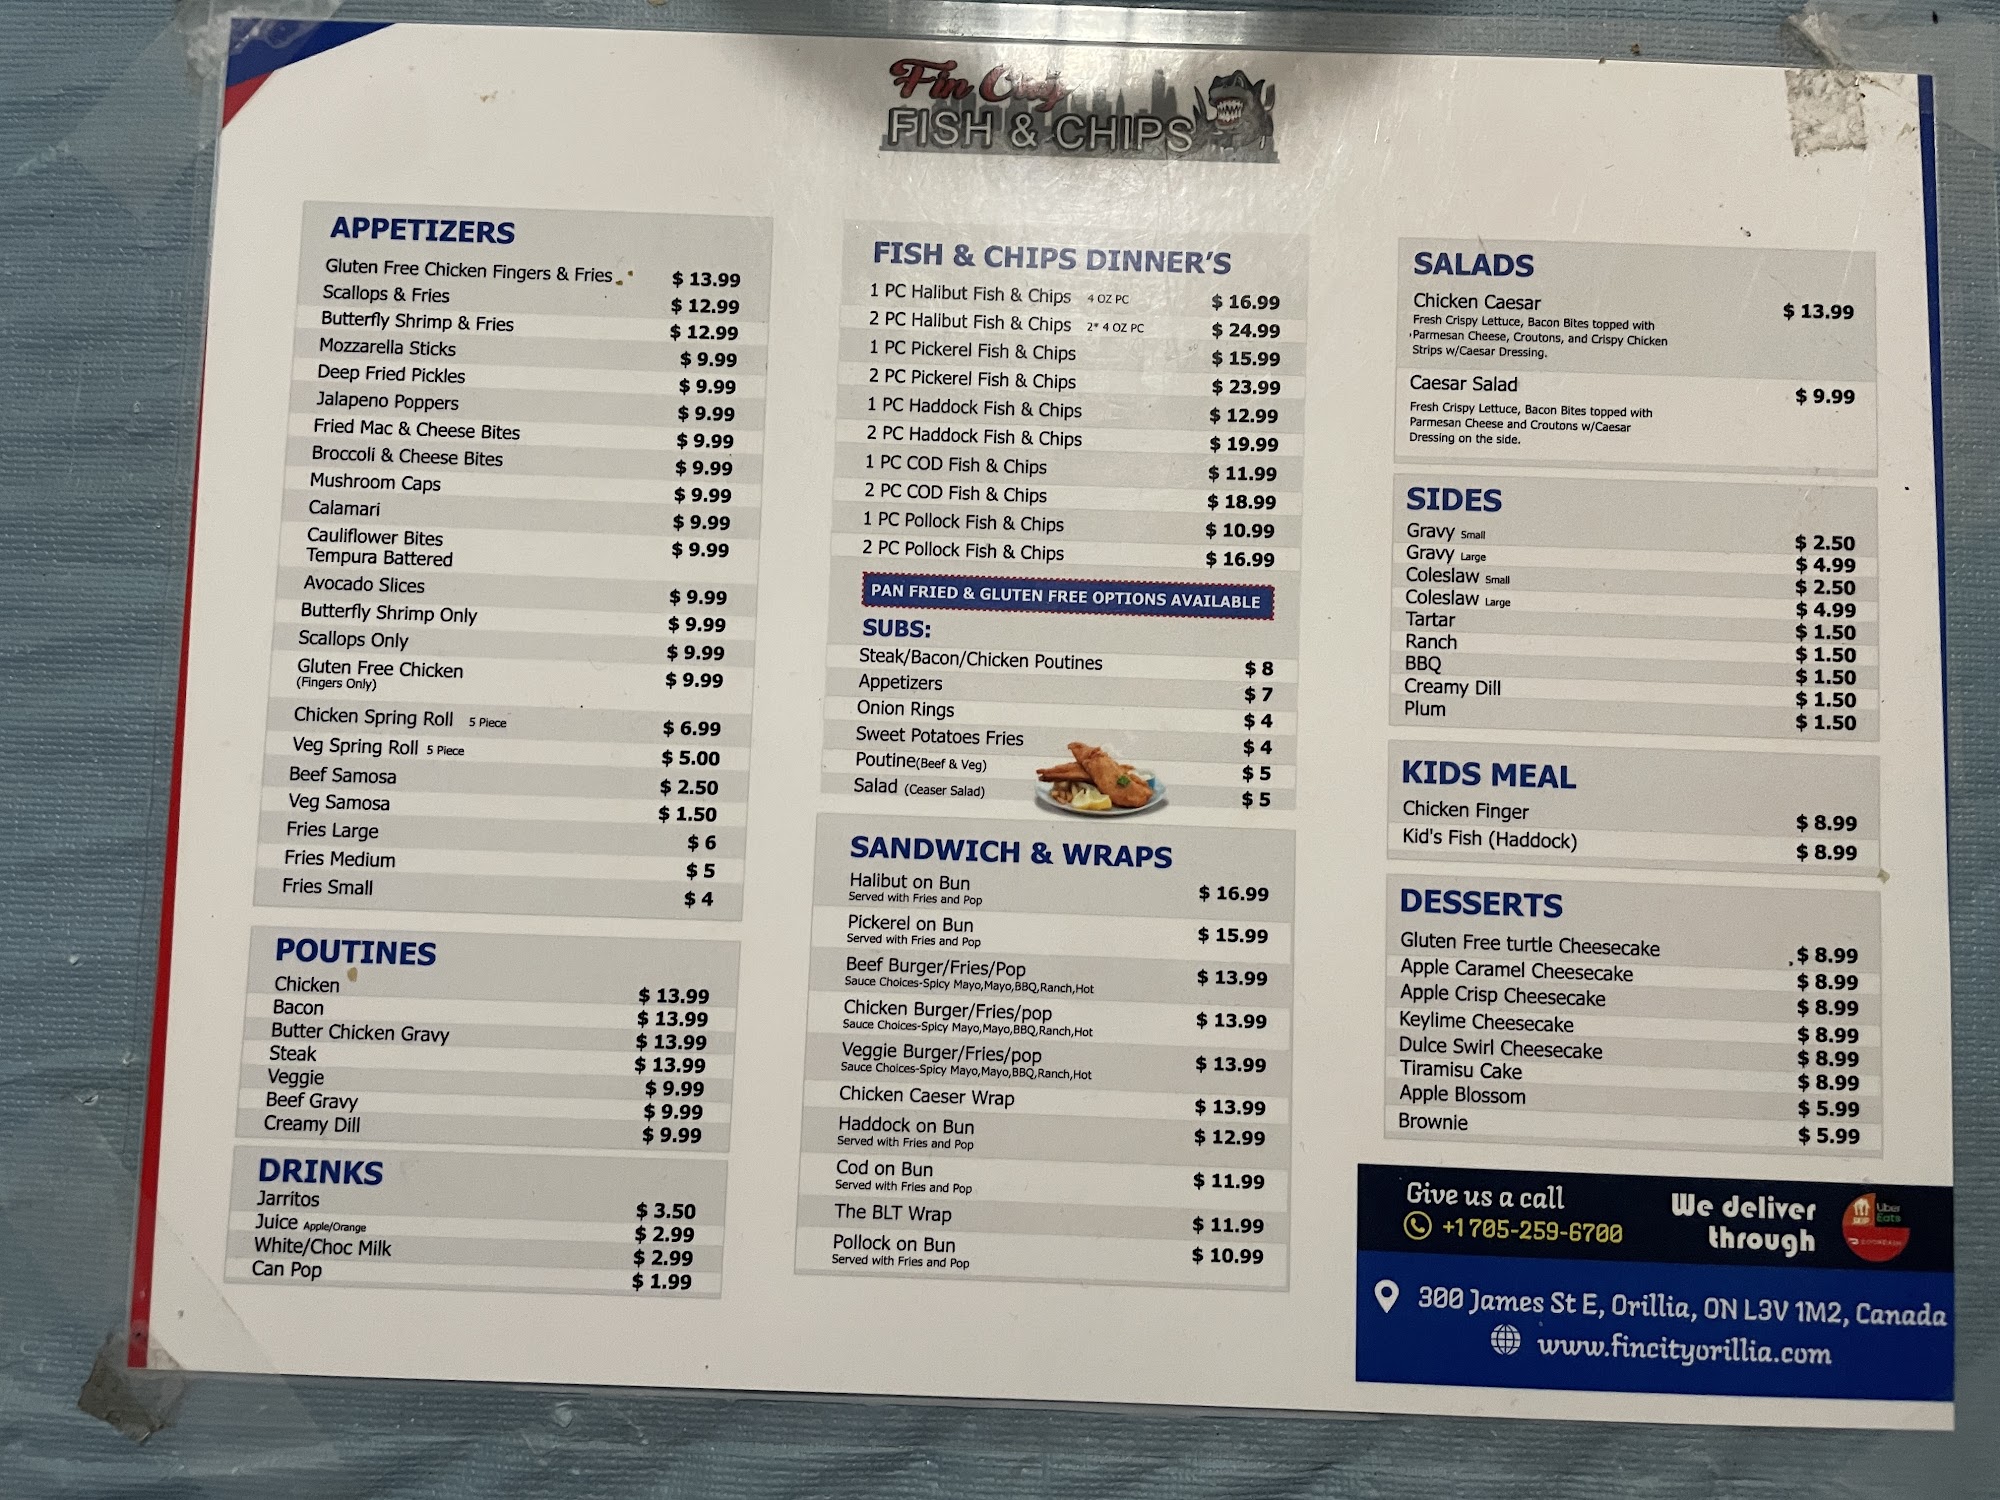 Fin City
FISH & CHIPS
APPETIZERS
Gluten Free Chicken Fingers & Fries $ 13.99
Scallops & Fries $ 12.99
Butterfly Shrimp & Fries $ 12.99
Mozzarella Sticks $ 9.99
Deep Fried Pickles $ 9.99
Jalapeno Poppers $ 9.99
Fried Mac & Cheese Bites $ 9.99
Broccoli & Cheese Bites $ 9.99
Mushroom Caps $ 9.99
Calamari $ 9.99
Cauliflower Bites $ 9.99
Tempura Battered
Avocado Slices $ 9.99
Butterfly Shrimp Only $ 9.99
Scallops Only $ 9.99
Gluten Free Chicken $ 9.99
(Fingers Only)
Chicken Spring Roll 5 Piece $ 6.99
Veg Spring Roll 5 Piece $ 5.00
Beef Samosa $ 2.50
Veg Samosa $ 1.50
Fries Large $ 6
Fries Medium $ 5
Fries Small $ 4
POUTINES
Chicken $ 13.99
Bacon $ 13.99
Butter Chicken Gravy $ 13.99
Steak $ 13.99
Veggie $ 9.99
Beef Gravy $ 9.99
Creamy Dill $ 9.99
DRINKS
Jarritos $ 3.50
Juice Apple/Orange $ 2.99
White/Choc Milk $ 2.99
Can Pop $ 1.99
FISH & CHIPS DINNER'S
1 PC Halibut Fish & Chips 4 OZ PC $ 16.99
2 PC Halibut Fish & Chips 2* 4 OZ PC $ 24.99
1 PC Pickerel Fish & Chips $ 15.99
2 PC Pickerel Fish & Chips $ 23.99
1 PC Haddock Fish & Chips $ 12.99
2 PC Haddock Fish & Chips $ 19.99
1 PC COD Fish & Chips $ 11.99
2 PC COD Fish & Chips $ 18.99
1 PC Pollock Fish & Chips $ 10.99
2 PC Pollock Fish & Chips $ 16.99
PAN FRIED & GLUTEN FREE OPTIONS AVAILABLE
SUBS:
Steak/Bacon/Chicken Poutines $ 8
Appetizers $ 7
Onion Rings $ 4
Sweet Potatoes Fries $ 4
Poutine(Beef & Veg) $ 5
Salad (Ceaser Salad) $ 5
SANDWICH & WRAPS
Halibut on Bun $ 16.99
Served with Fries and Pop
Pickerel on Bun $ 15.99
Served with Fries and Pop
Beef Burger/Fries/Pop $ 13.99
Sauce Choices-Spicy Mayo,Mayo,BBQ,Ranch,Hot
Chicken Burger/Fries/pop $ 13.99
Sauce Choices-Spicy Mayo,Mayo,BBQ,Ranch,Hot
Veggie Burger/Fries/pop $ 13.99
Sauce Choices-Spicy Mayo,Mayo,BBQ,Ranch,Hot
Chicken Caeser Wrap $ 13.99
Haddock on Bun $ 12.99
Served with Fries and Pop
Cod on Bun $ 11.99
Served with Fries and Pop
The BLT Wrap $ 11.99
Pollock on Bun $ 10.99
Served with Fries and Pop
SALADS
Chicken Caesar $ 13.99
Fresh Crispy Lettuce, Bacon Bites topped with
Parmesan Cheese, Croutons, and Crispy Chicken
Strips w/Caesar Dressing.
Caesar Salad $ 9.99
Fresh Crispy Lettuce, Bacon Bites topped with
Parmesan Cheese and Croutons w/Caesar
Dressing on the side.
SIDES
Gravy Small $ 2.50
Gravy Large $ 4.99
Coleslaw Small $ 2.50
Coleslaw Large $ 4.99
Tartar $ 1.50
Ranch $ 1.50
BBQ $ 1.50
Creamy Dill $ 1.50
Plum $ 1.50
KIDS MEAL
Chicken Finger $ 8.99
Kid's Fish (Haddock) $ 8.99
DESSERTS
Gluten Free turtle Cheesecake $ 8.99
Apple Caramel Cheesecake $ 8.99
Apple Crisp Cheesecake $ 8.99
Keylime Cheesecake $ 8.99
Dulce Swirl Cheesecake $ 8.99
Tiramisu Cake $ 8.99
Apple Blossom $ 5.99
Brownie $ 5.99
Give us a call
+1 705-259-6700
We deliver
through
SKIP
Uber
Eats
DOORDASH
300 James St E, Orillia, ON L3V 1M2, Canada
www.fincityorillia.com